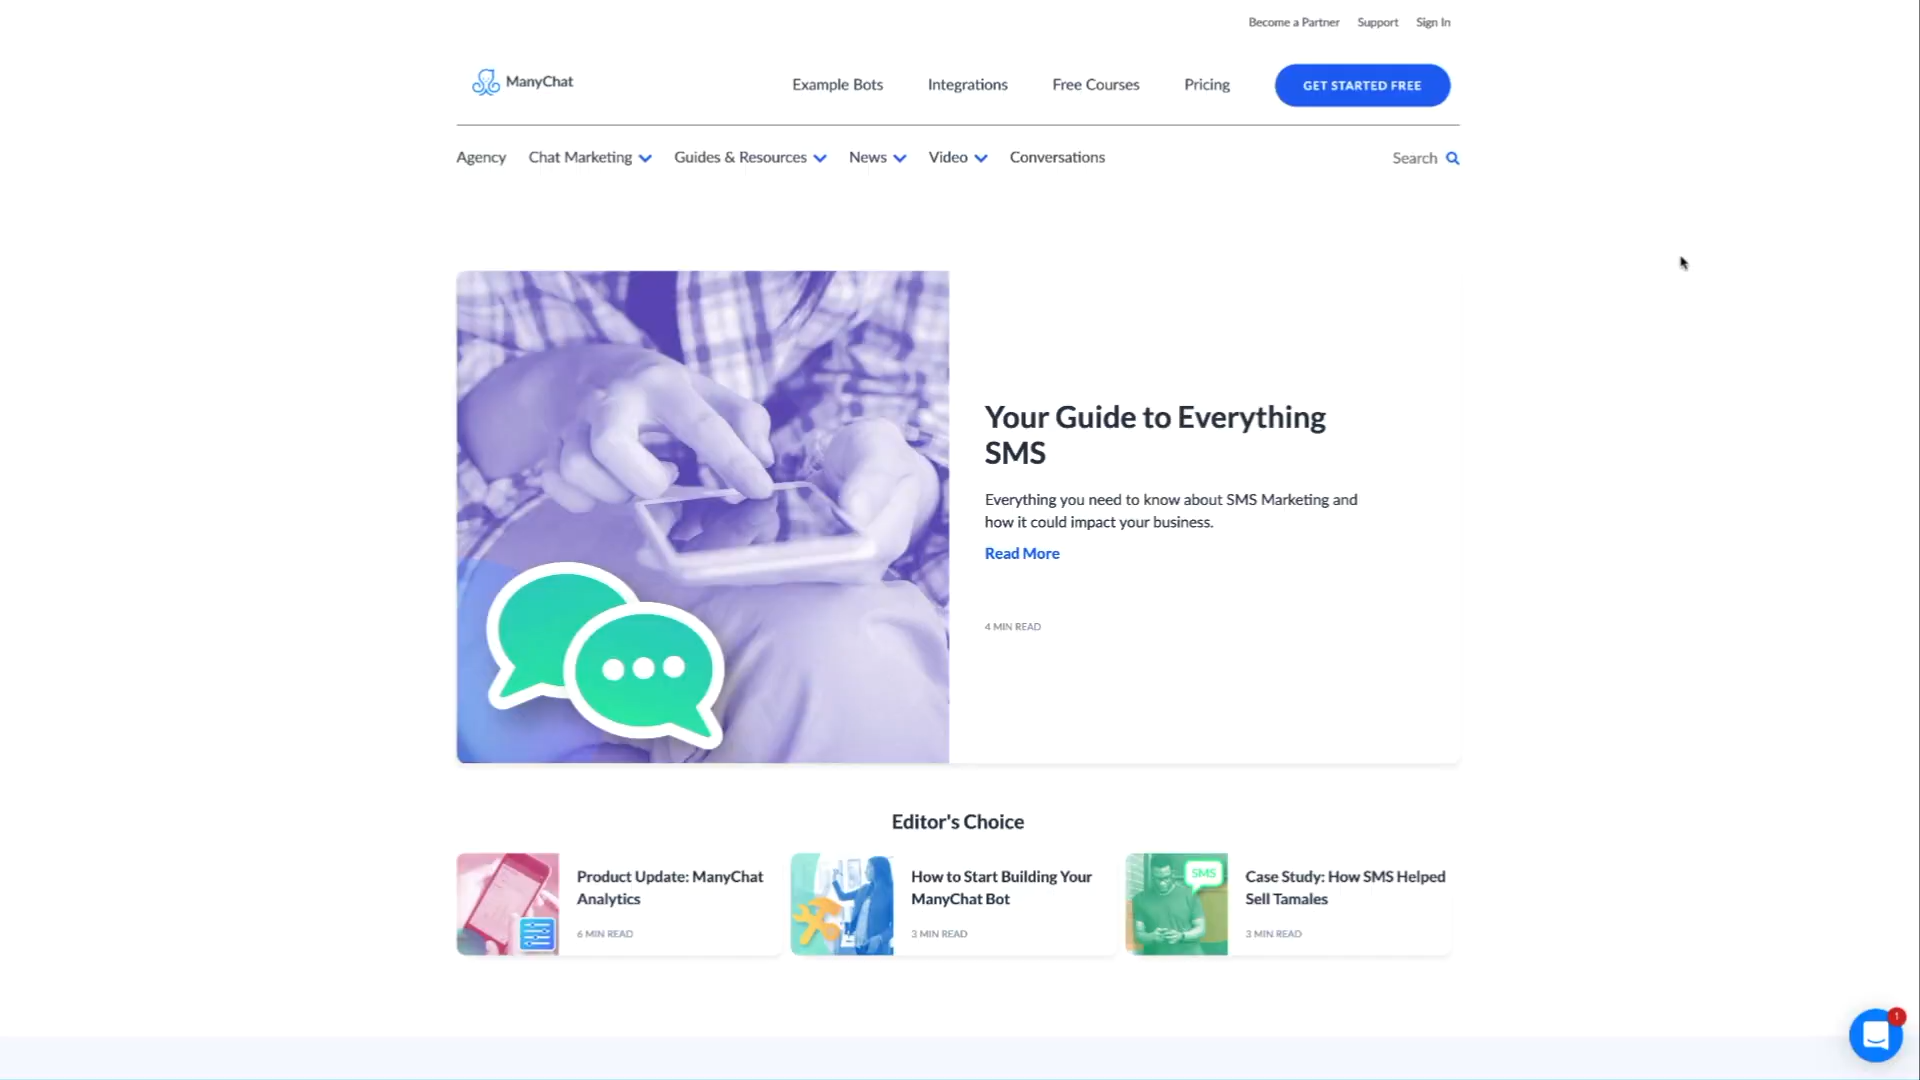 Become a Partner Support Sign In
ManyChat
Example Bots Integrations Free Courses Pricing GET STARTED FREE
Agency Chat Marketing Guides & Resources News Video Conversations Search
Your Guide to Everything
SMS
Everything you need to know about SMS Marketing and
how it could impact your business.
Read More
4 MIN READ
Editor's Choice
Product Update: ManyChat
Analytics
6 MIN READ
How to Start Building Your
ManyChat Bot
3 MIN READ
SMS
Case Study: How SMS Helped
Sell Tamales
3 MIN READ
1